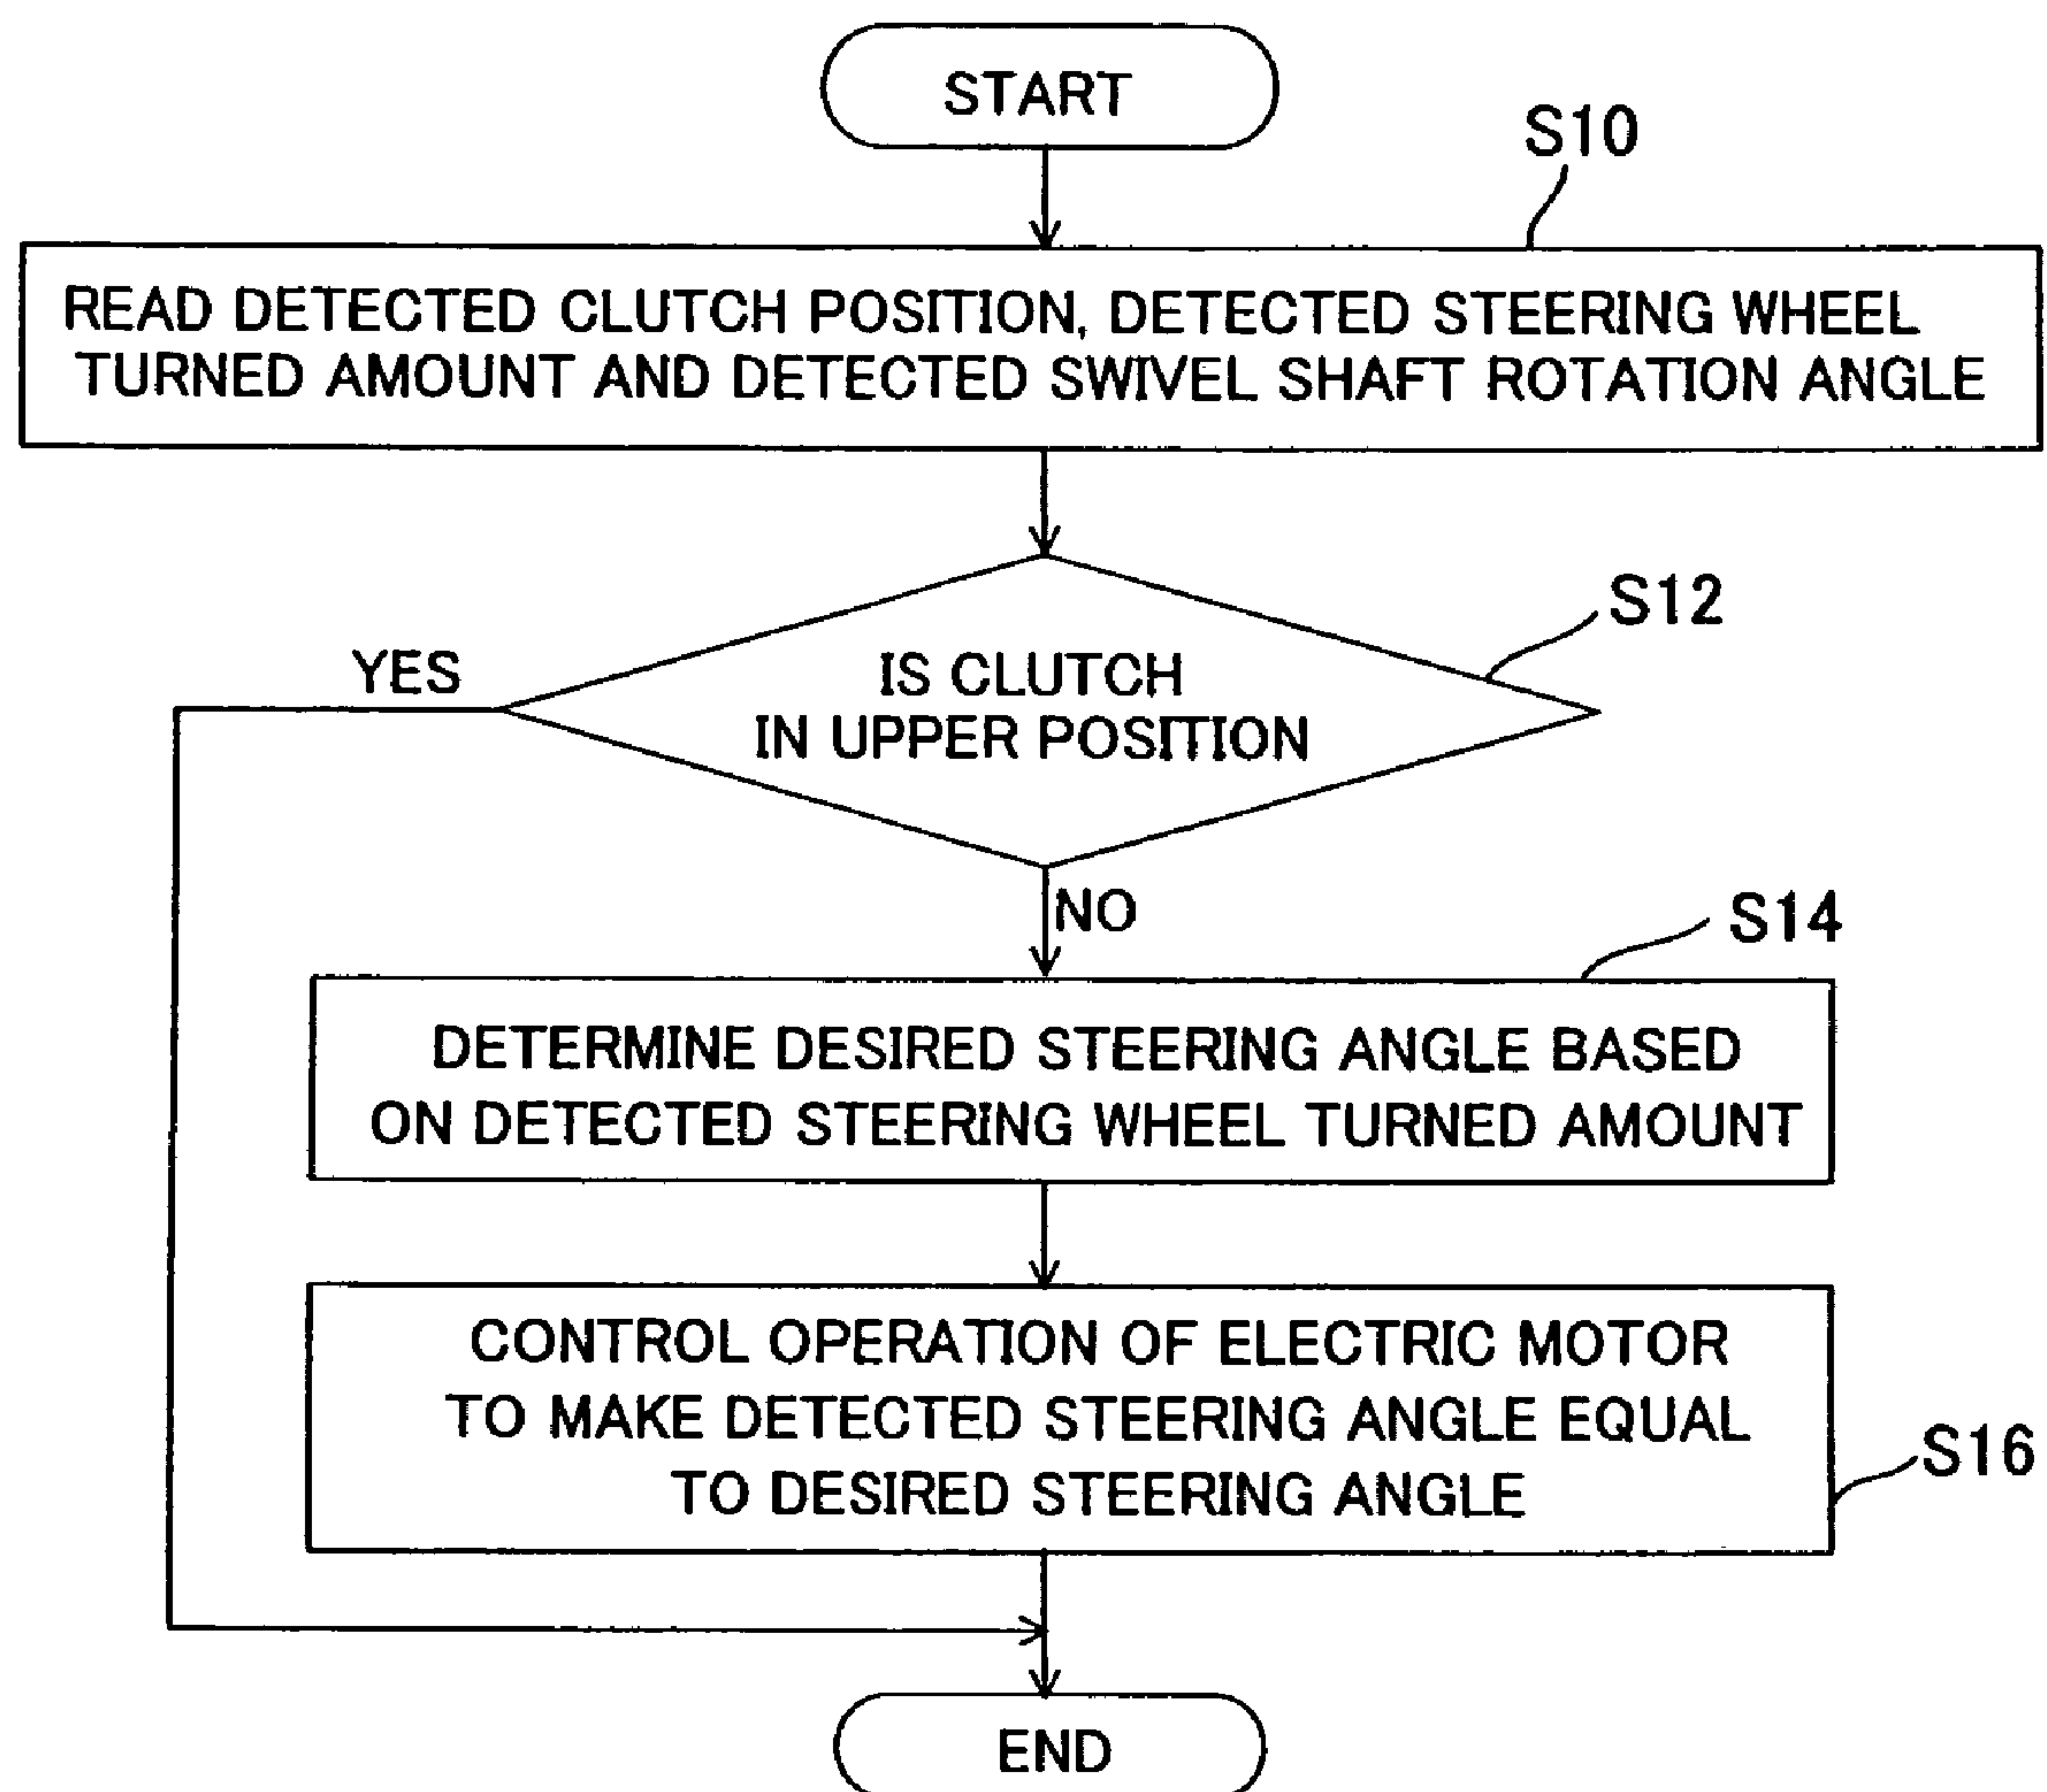 START
S10
READ DETECTED CLUTCH POSITION, DETECTED STEERING WHEEL
TURNED AMOUNT AND DETECTED SWIVEL SHAFT ROTATION ANGLE
S12
YES
IS CLUTCH
IN UPPER POSITION
NO
S14
DETERMINE DESIRED STEERING ANGLE BASED
ON DETECTED STEERING WHEEL TURNED AMOUNT
CONTROL OPERATION OF ELECTRIC MOTOR
TO MAKE DETECTED STEERING ANGLE EQUAL
TO DESIRED STEERING ANGLE
S16
END